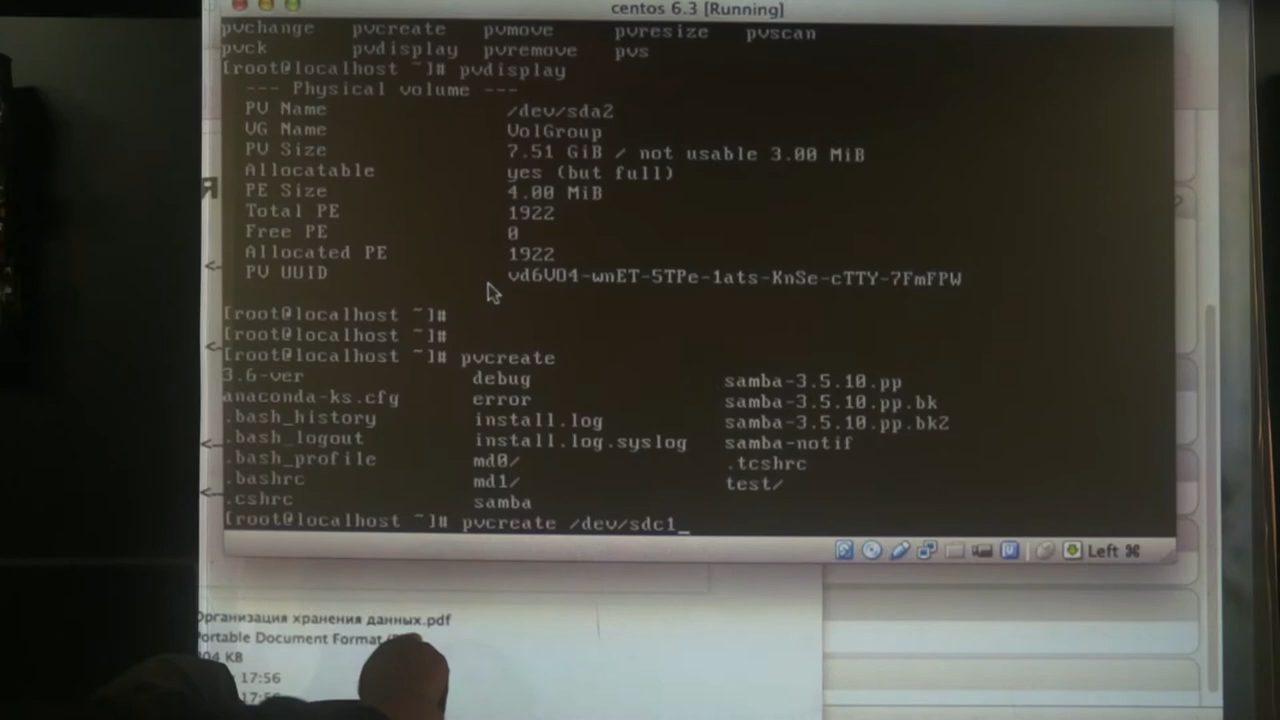 centos 6.3 [Running]
pvchange pvcreate pvmove pvresize pvscan
pvck pvdisplay pvremove pvs
[root@localhost ~]# pvdisplay
--- Physical volume ---
PV Name /dev/sda2
VG Name VolGroup
PV Size 7.51 GiB / not usable 3.00 MiB
Allocatable yes (but full)
PE Size 4.00 MiB
Total PE 1922
Free PE 0
Allocated PE 1922
PV UUID vd6VO4-wnET-5TPe-1ats-KnSe-cTTY-7FmFPW
[root@localhost ~]#
[root@localhost ~]#
[root@localhost ~]# pvcreate
3.6-ver debug samba-3.5.10.pp
anaconda-ks.cfg error samba-3.5.10.pp.bk
.bash_history install.log samba-3.5.10.pp.bk2
.bash_logout install.log.syslog samba-notif
.bash_profile md0/ .tcshrc
.bashrc md1/ test/
.cshrc samba
[root@localhost ~]# pvcreate /dev/sdc1_
Left ⌘
Организация хранения данных.pdf
Portable Document Format
304 KB
17:56
17:56